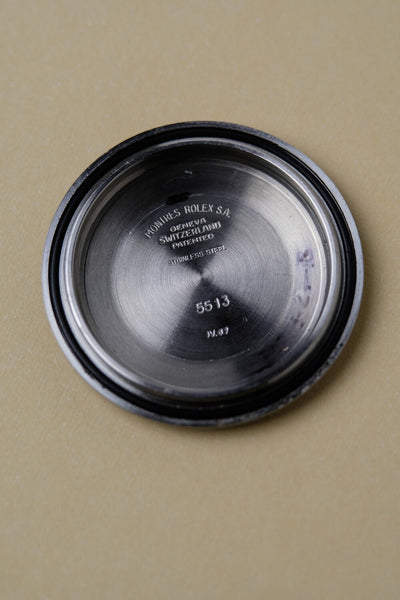 MONTRES ROLEX S.A.
GENEVA
SWITZERLAND
PATENTED
STAINLESS STEEL
5513
IV.67